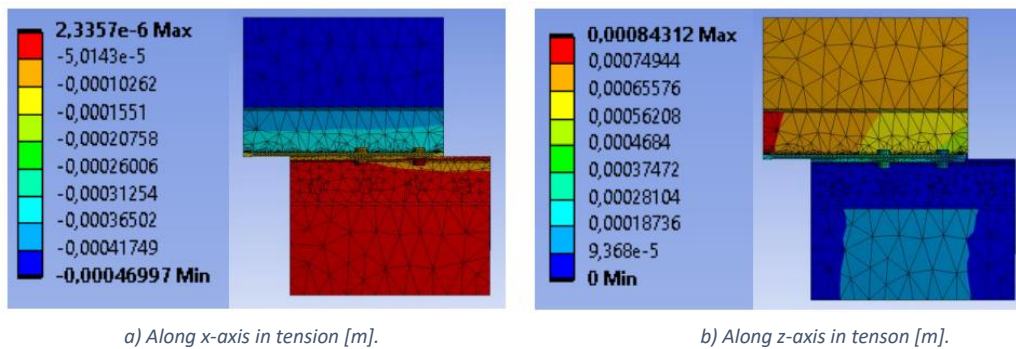 2,3357e-6 Max
-5,0143e-5
-0,00010262
-0,0001551
-0,00020758
-0,00026006
-0,00031254
-0,00036502
-0,00041749
-0,00046997 Min
0,00084312 Max
0,00074944
0,00065576
0,00056208
0,0004684
0,00037472
0,00028104
0,00018736
9,368e-5
0 Min
a) Along x-axis in tension [m].
b) Along z-axis in tenson [m].